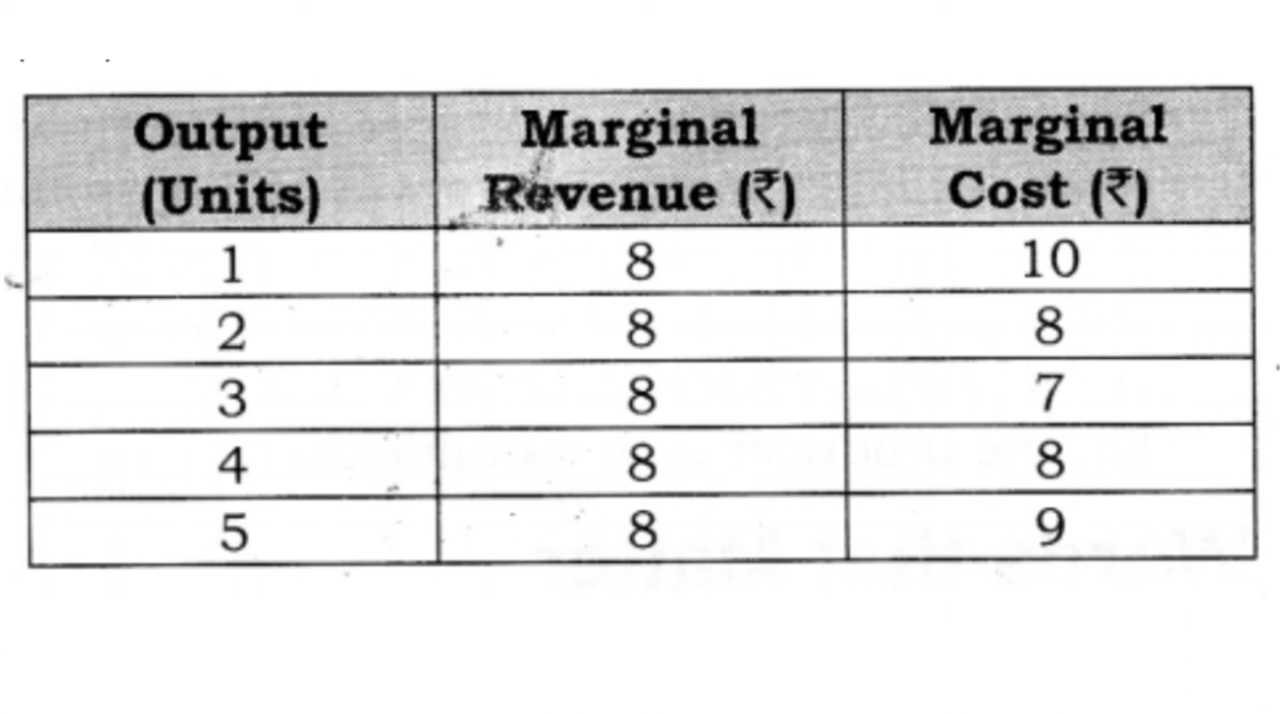 Output (Units) | Marginal Revenue (₹) | Marginal Cost (₹)
1 | 8 | 10
2 | 8 | 8
3 | 8 | 7
4 | 8 | 8
5 | 8 | 9